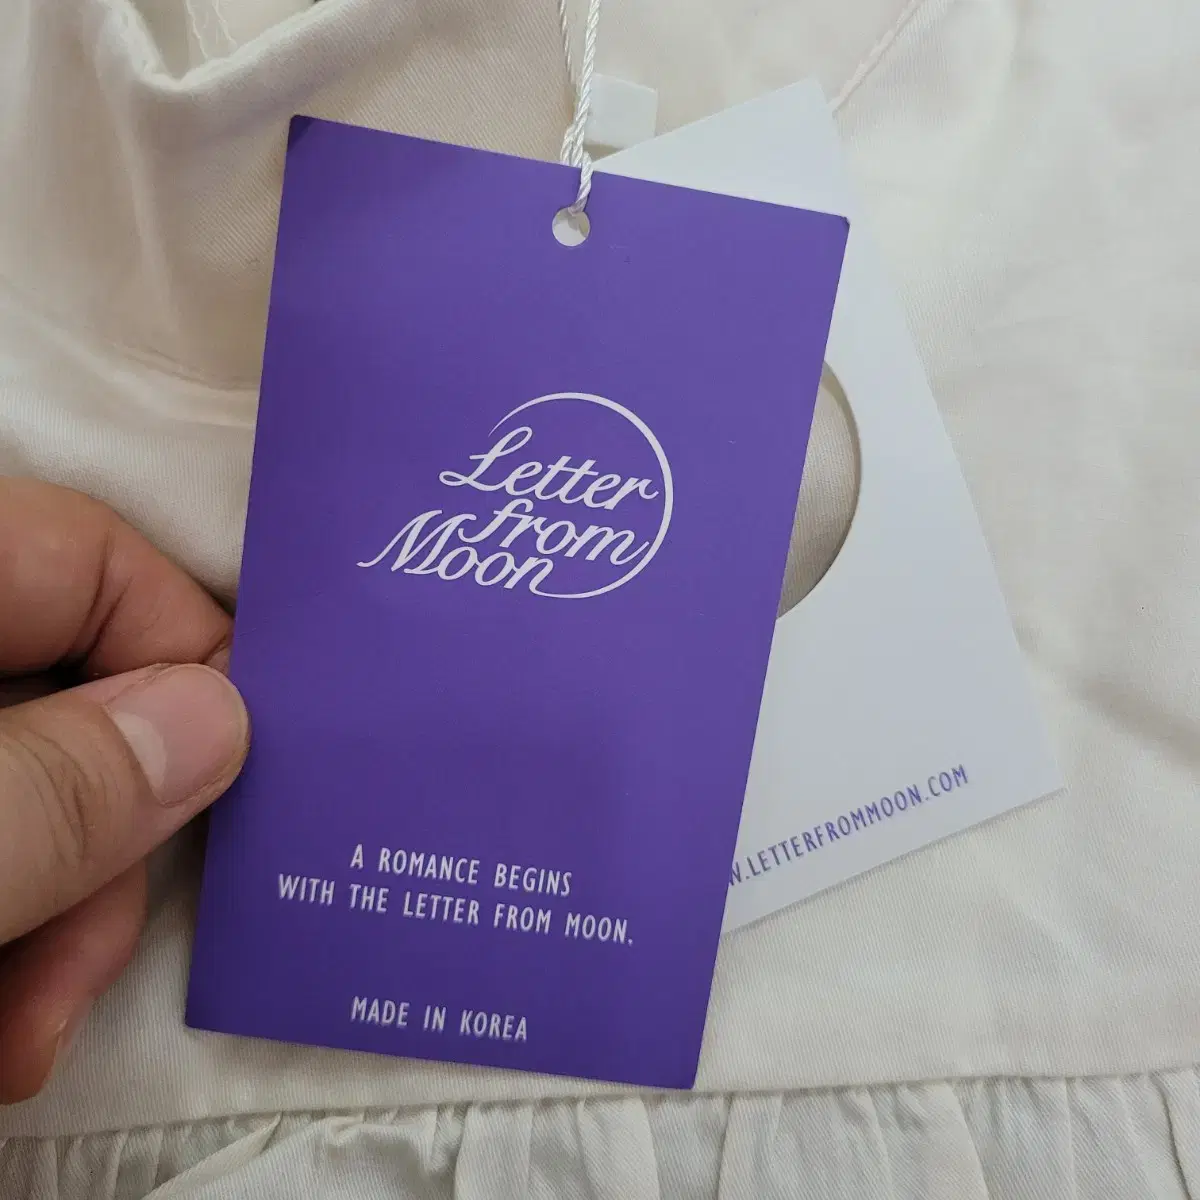 Letter
from
Moon
A ROMANCE BEGINS
WITH THE LETTER FROM MOON.
MADE IN KOREA
.LETTERFROMMOON.COM